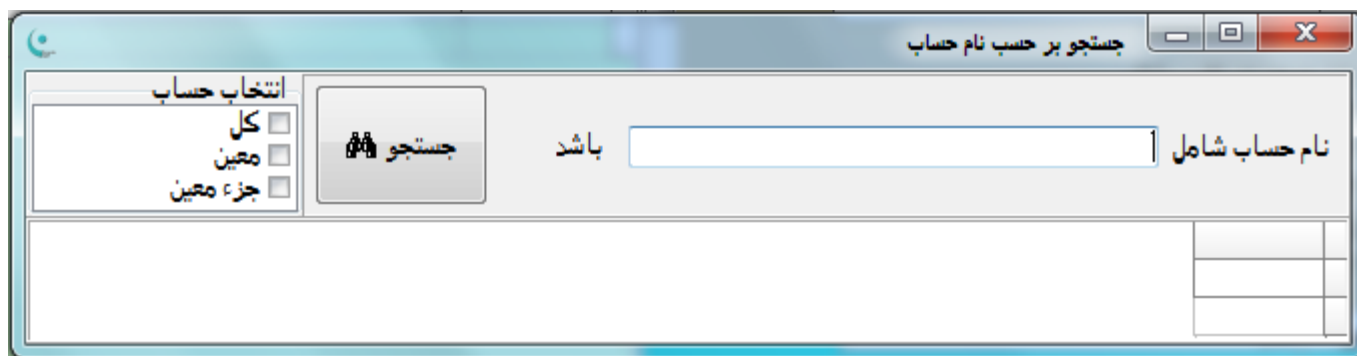 جستجو بر حسب نام حساب
نام حساب شامل
باشد
جستجو
انتخاب حساب
کل
معین
جزء معین